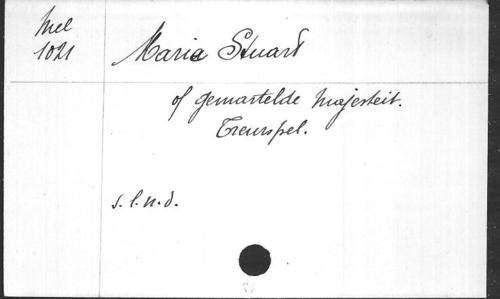 Mel
1021
Maria Stuart
of gemartelde Majesteit.
Treurspel.
s.l.n.d.